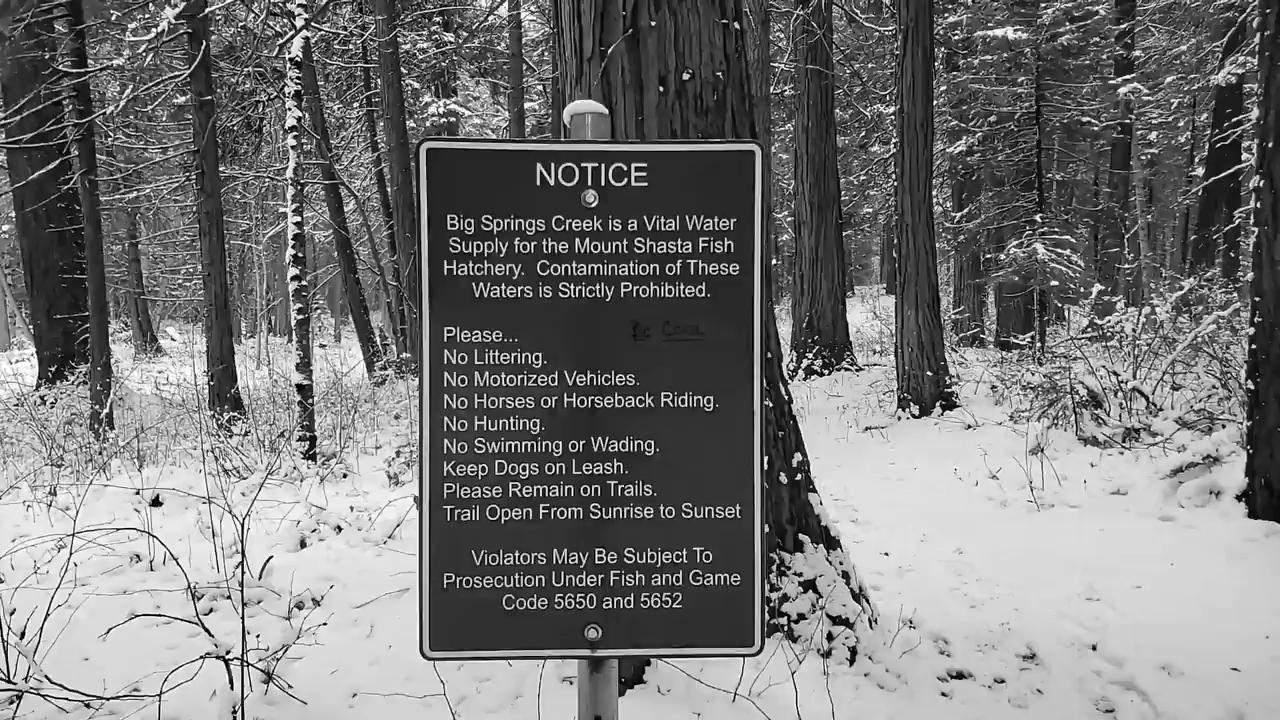 NOTICE
Big Springs Creek is a Vital Water
Supply for the Mount Shasta Fish
Hatchery. Contamination of These
Waters is Strictly Prohibited.
Please...
Be Cool
No Littering.
No Motorized Vehicles.
No Horses or Horseback Riding.
No Hunting.
No Swimming or Wading.
Keep Dogs on Leash.
Please Remain on Trails.
Trail Open From Sunrise to Sunset
Violators May Be Subject To
Prosecution Under Fish and Game
Code 5650 and 5652